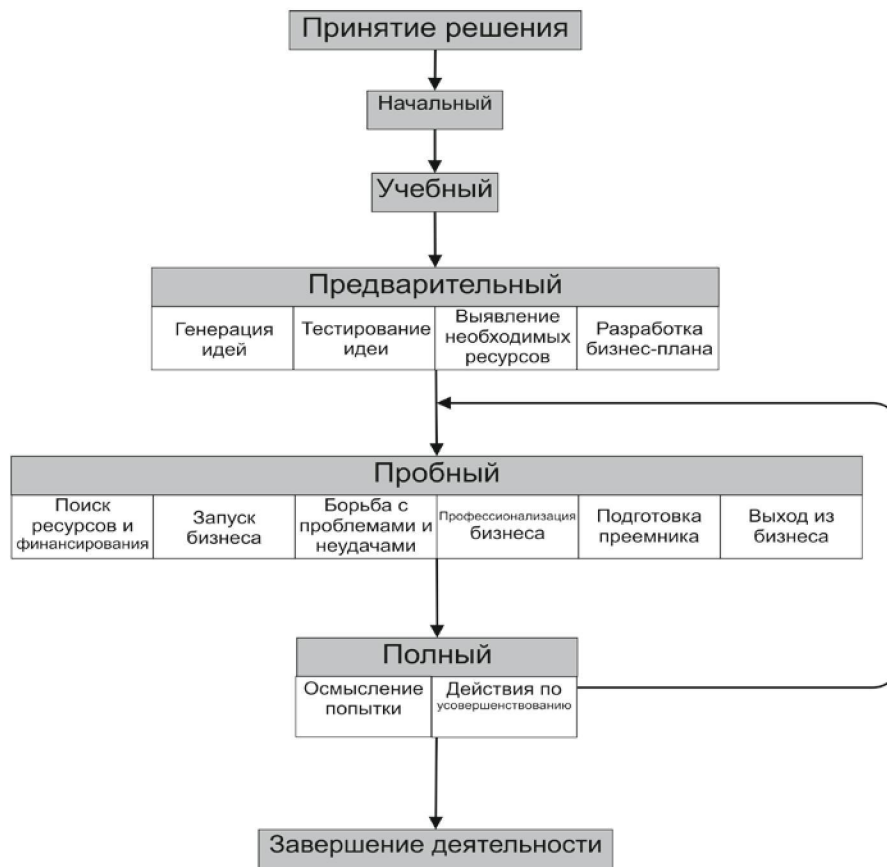 Принятие решения
Начальный
Учебный
Предварительный
Генерация
идей
Тестирование
идеи
Выявление
необходимых
ресурсов
Разработка
бизнес-плана
Пробный
Поиск
ресурсов и
финансирования
Запуск
бизнеса
Борьба с
проблемами и
неудачами
Профессионализация
бизнеса
Подготовка
преемника
Выход из
бизнеса
Полный
Осмысление
попытки
Действия по
усовершенствованию
Завершение деятельности